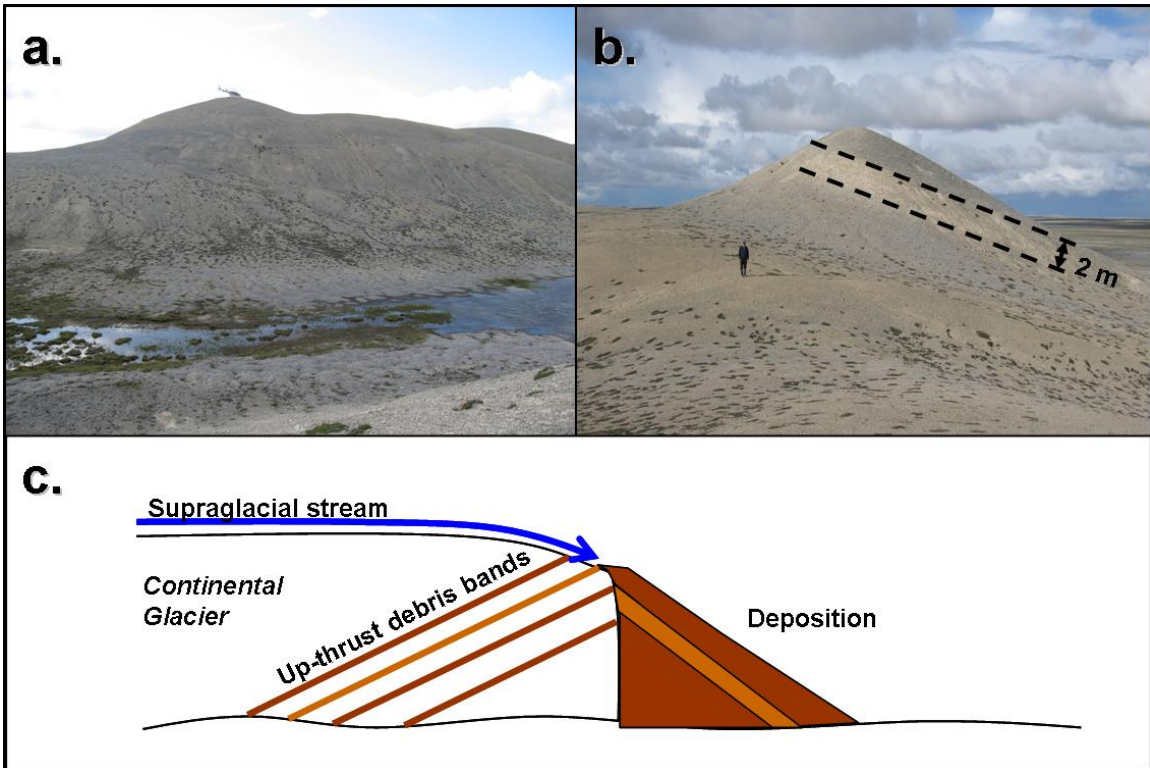 a.
b.
2 m
c.
Supraglacial stream
Continental
Glacier
Up-thrust debris bands
Deposition